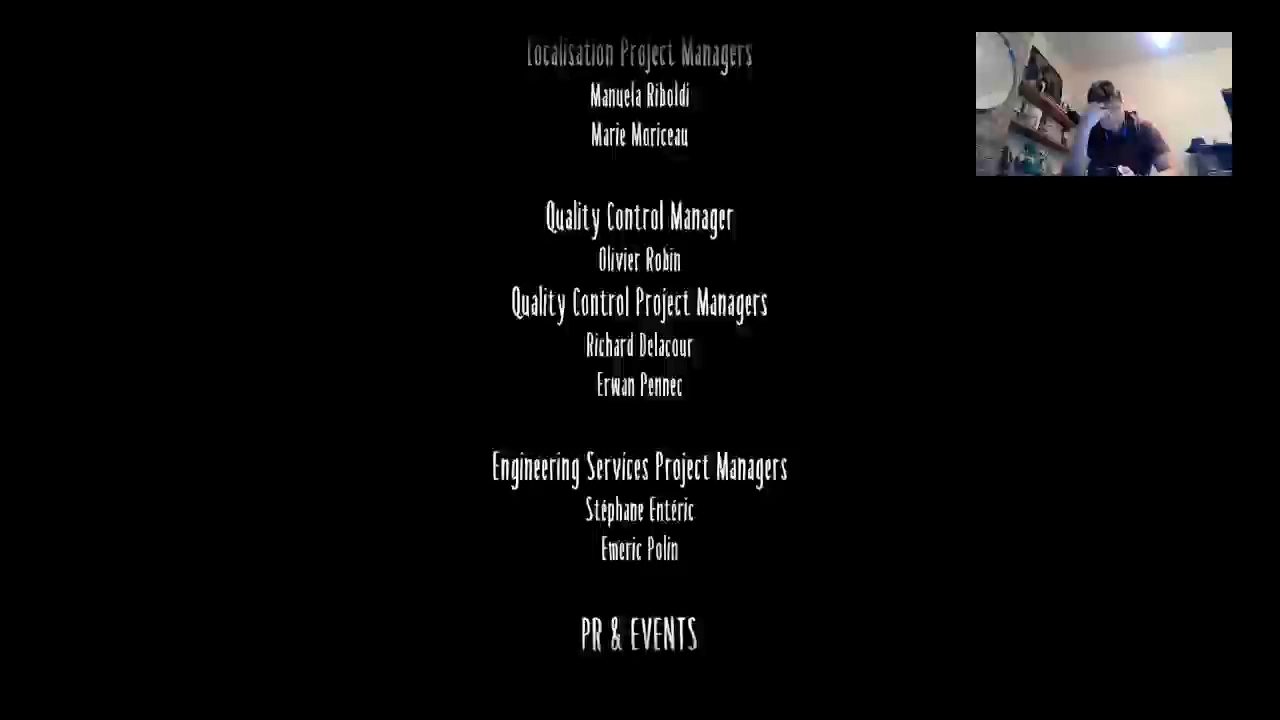 Localisation Project Managers
Manuela Riboldi
Marie Moriceau
Quality Control Manager
Olivier Robin
Quality Control Project Managers
Richard Delacour
Erwan Pennec
Engineering Services Project Managers
Stéphane Entéric
Emeric Polin
PR & EVENTS